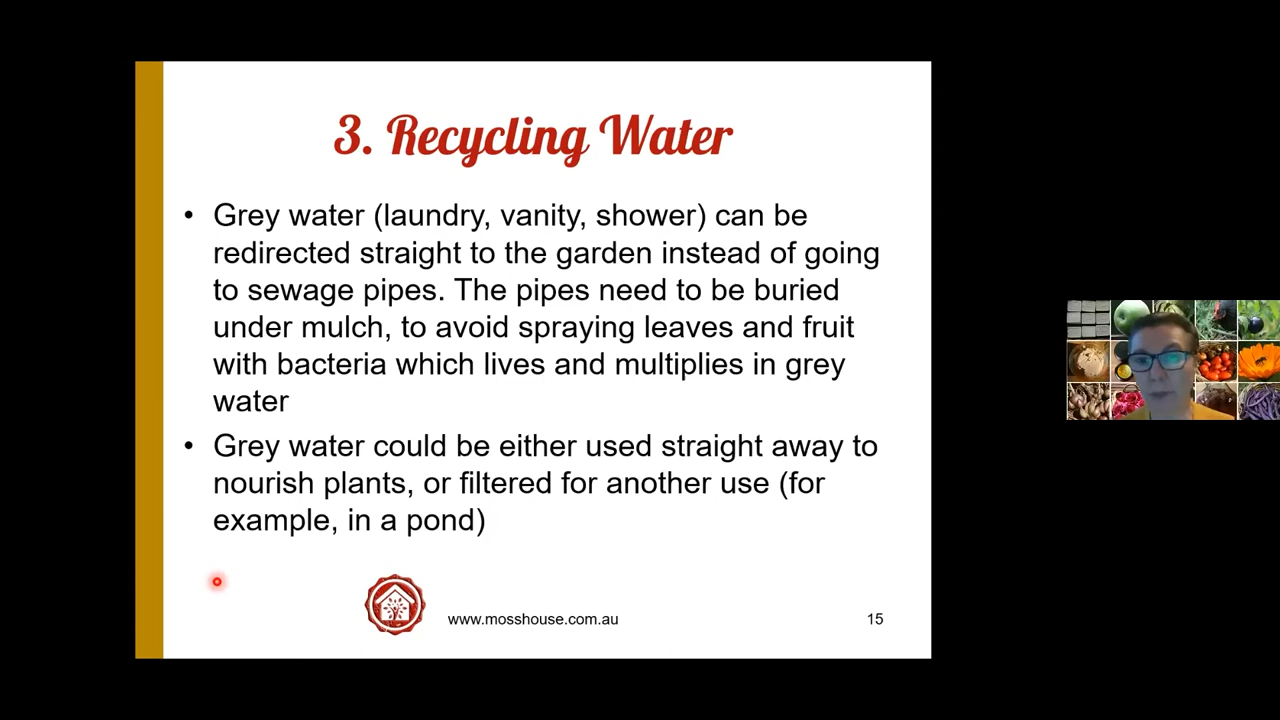 3. Recycling Water
• Grey water (laundry, vanity, shower) can be
redirected straight to the garden instead of going
to sewage pipes. The pipes need to be buried
under mulch, to avoid spraying leaves and fruit
with bacteria which lives and multiplies in grey
water
• Grey water could be either used straight away to
nourish plants, or filtered for another use (for
example, in a pond)
www.mosshouse.com.au
15